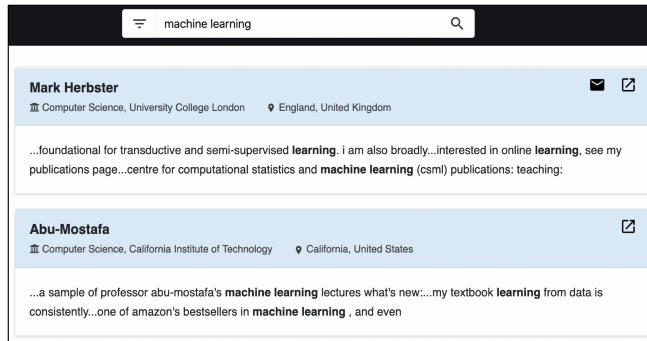 machine learning
Mark Herbster
Computer Science, University College London England, United Kingdom
...foundational for transductive and semi-supervised learning. i am also broadly...interested in online learning, see my
publications page...centre for computational statistics and machine learning (csml) publications: teaching:
Abu-Mostafa
Computer Science, California Institute of Technology California, United States
...a sample of professor abu-mostafa's machine learning lectures what's new:...my textbook learning from data is
consistently...one of amazon's bestsellers in machine learning , and even